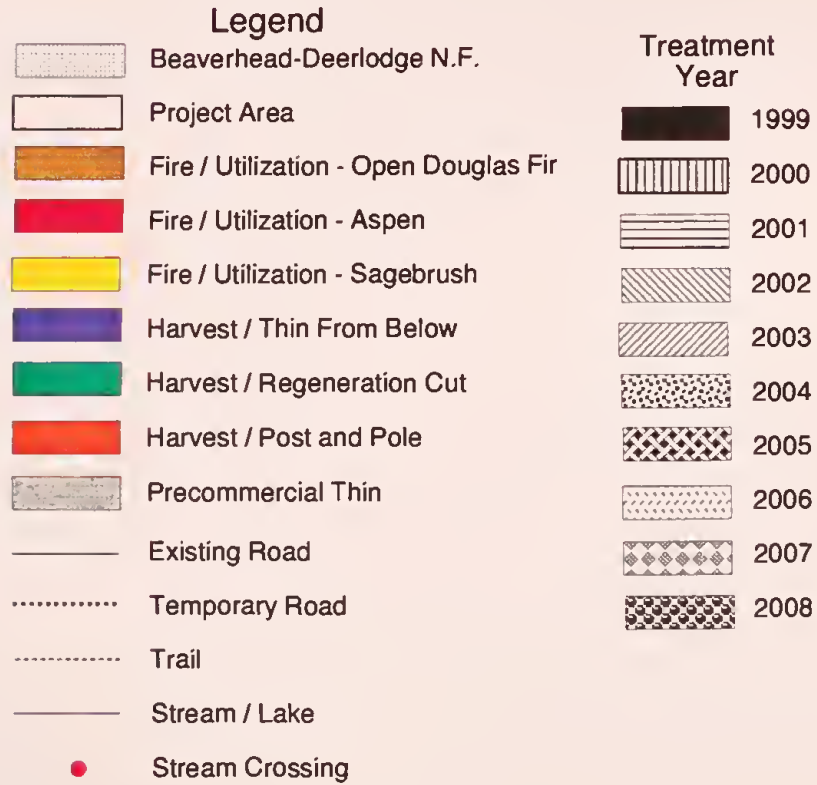 Legend
Beaverhead-Deerlodge N.F.
Project Area
Fire / Utilization - Open Douglas Fir
Fire / Utilization - Aspen
Fire / Utilization - Sagebrush
Harvest / Thin From Below
Harvest / Regeneration Cut
Harvest / Post and Pole
Precommercial Thin
Existing Road
Temporary Road
Trail
Stream / Lake
Stream Crossing
Treatment
Year
1999
2000
2001
2002
2003
2004
2005
2006
2007
2008